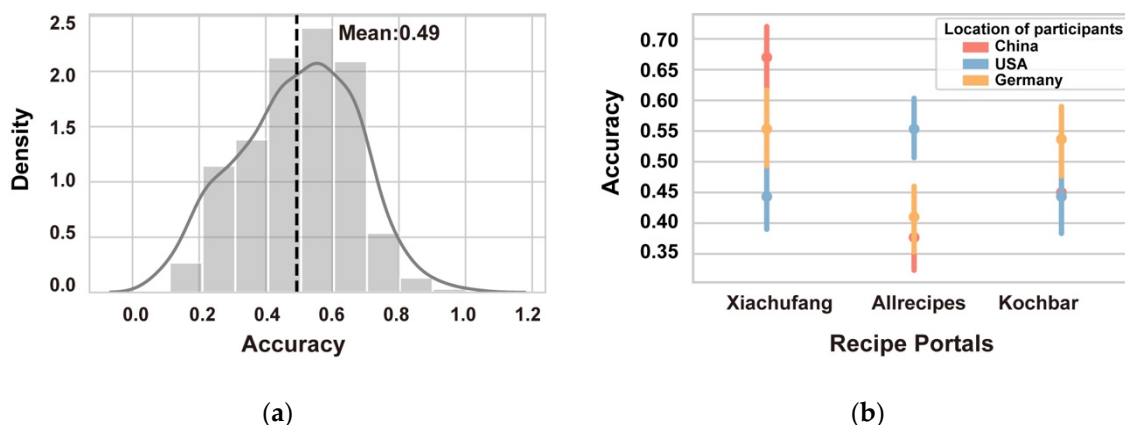 2.5
2.0
1.5
1.0
0.5
0.0
Density
Mean:0.49
0.0 0.2 0.4 0.6 0.8 1.0 1.2
Accuracy
(a)
0.70
0.65
0.60
0.55
0.50
0.45
0.40
0.35
Accuracy
Location of participants
China
USA
Germany
Xiachufang Allrecipes Kochbar
Recipe Portals
(b)